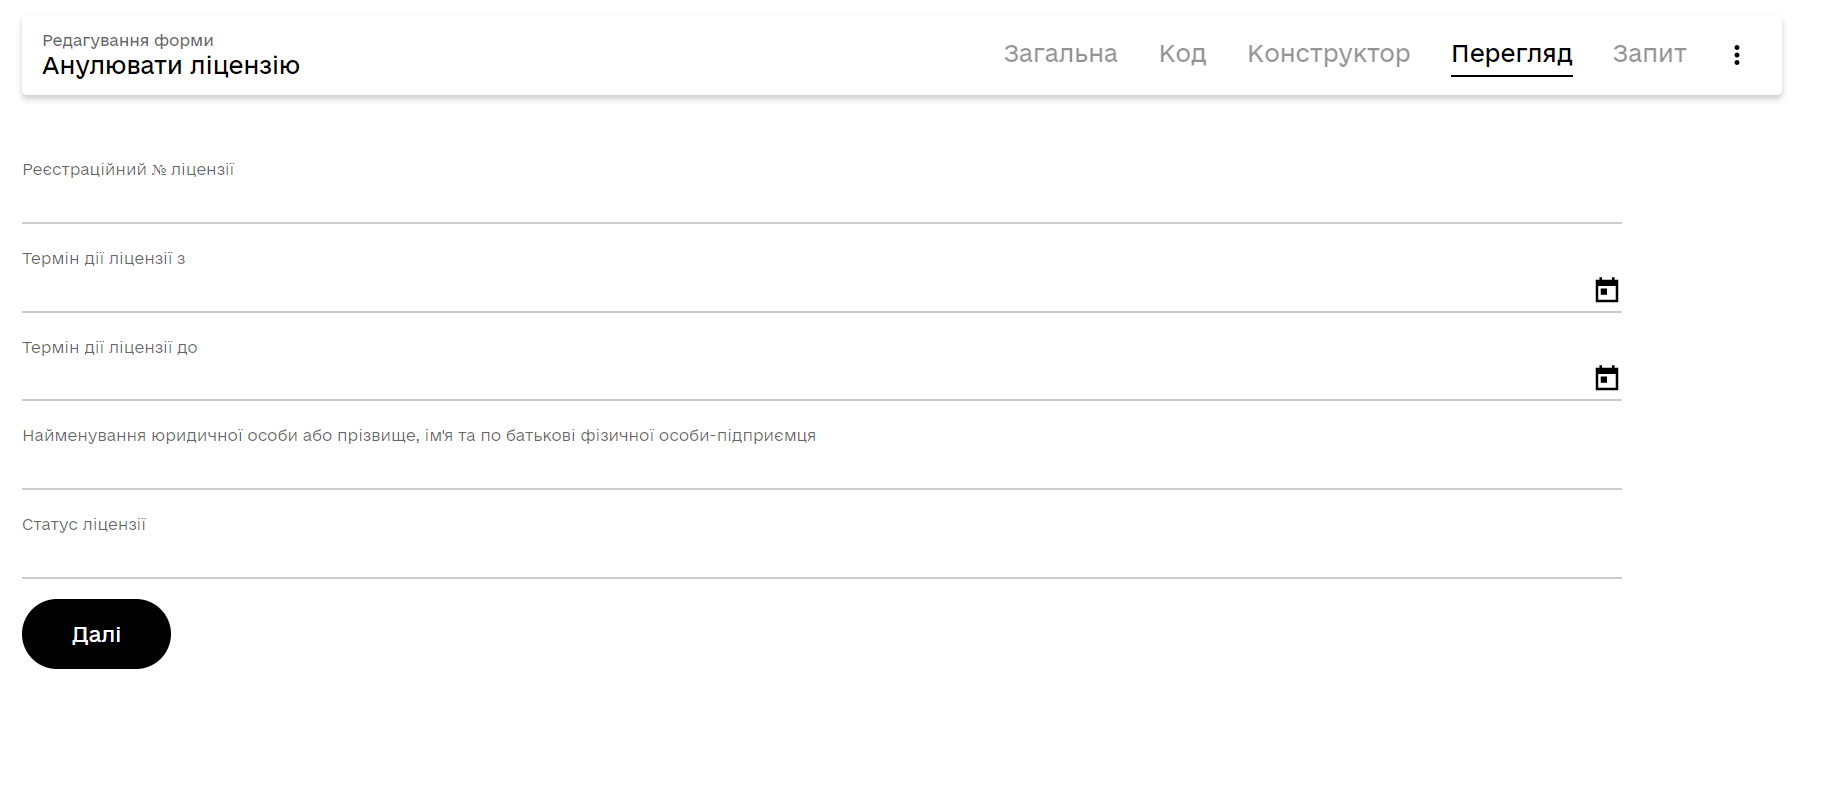 Редагування форми
Анулювати ліцензію
Загальна Код Конструктор Перегляд Запит
Реєстраційний № ліцензії
Термін дії ліцензії з
Термін дії ліцензії до
Найменування юридичної особи або прізвище, ім'я та по батькові фізичної особи-підприємця
Статус ліцензії
Далі